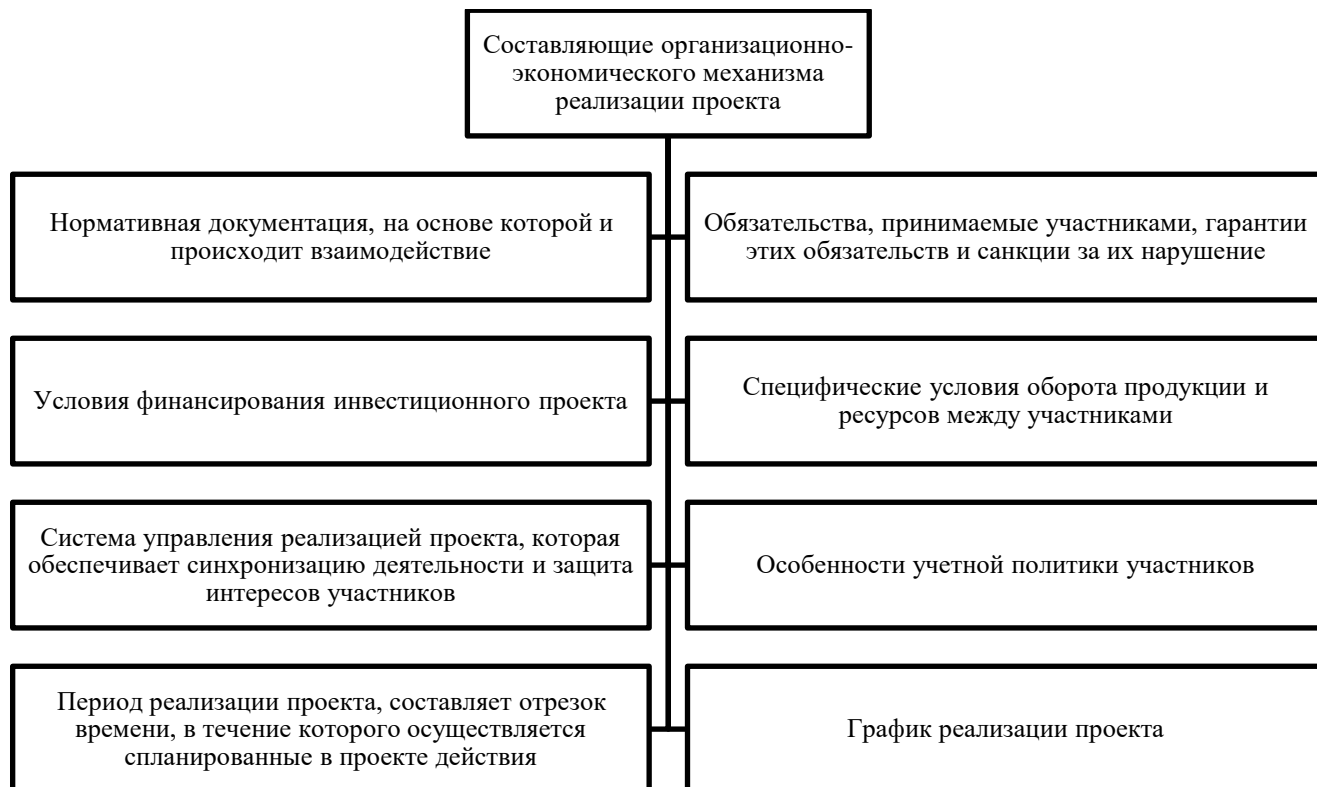 Составляющие организационно-
экономического механизма
реализации проекта
Нормативная документация, на основе которой и
происходит взаимодействие
Обязательства, принимаемые участниками, гарантии
этих обязательств и санкции за их нарушение
Условия финансирования инвестиционного проекта
Специфические условия оборота продукции и
ресурсов между участниками
Система управления реализацией проекта, которая
обеспечивает синхронизацию деятельности и защита
интересов участников
Особенности учетной политики участников
Период реализации проекта, составляет отрезок
времени, в течение которого осуществляется
спланированные в проекте действия
График реализации проекта